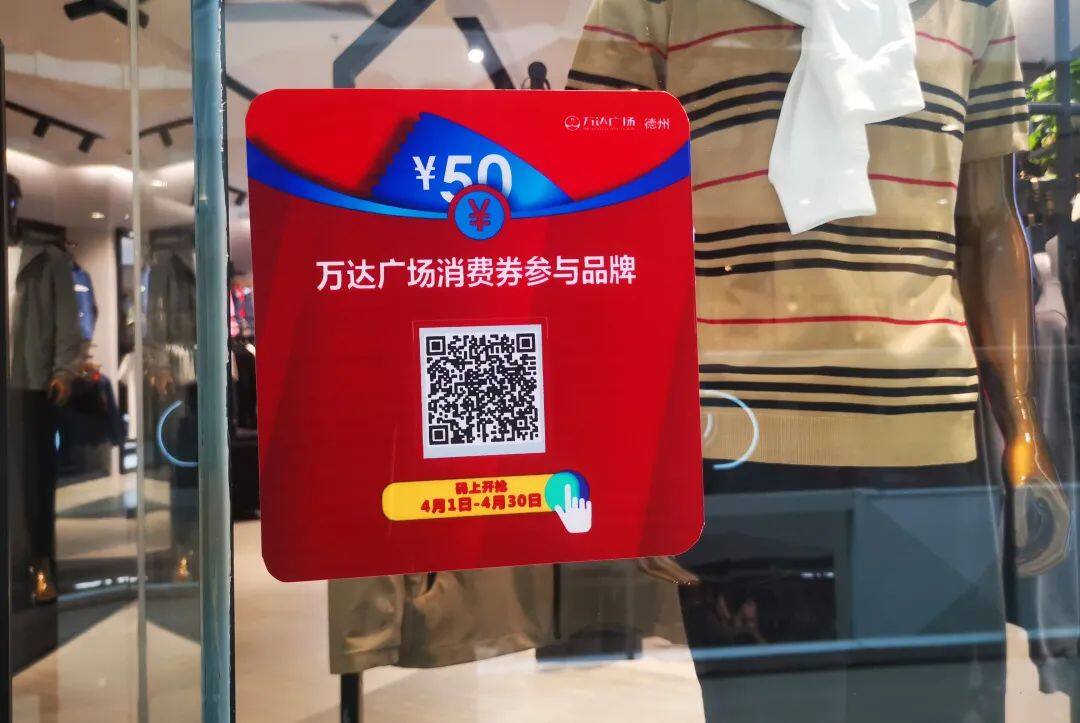 万达广场 德州
¥50
¥
万达广场消费券参与品牌
码上开抢
4月1日-4月30日